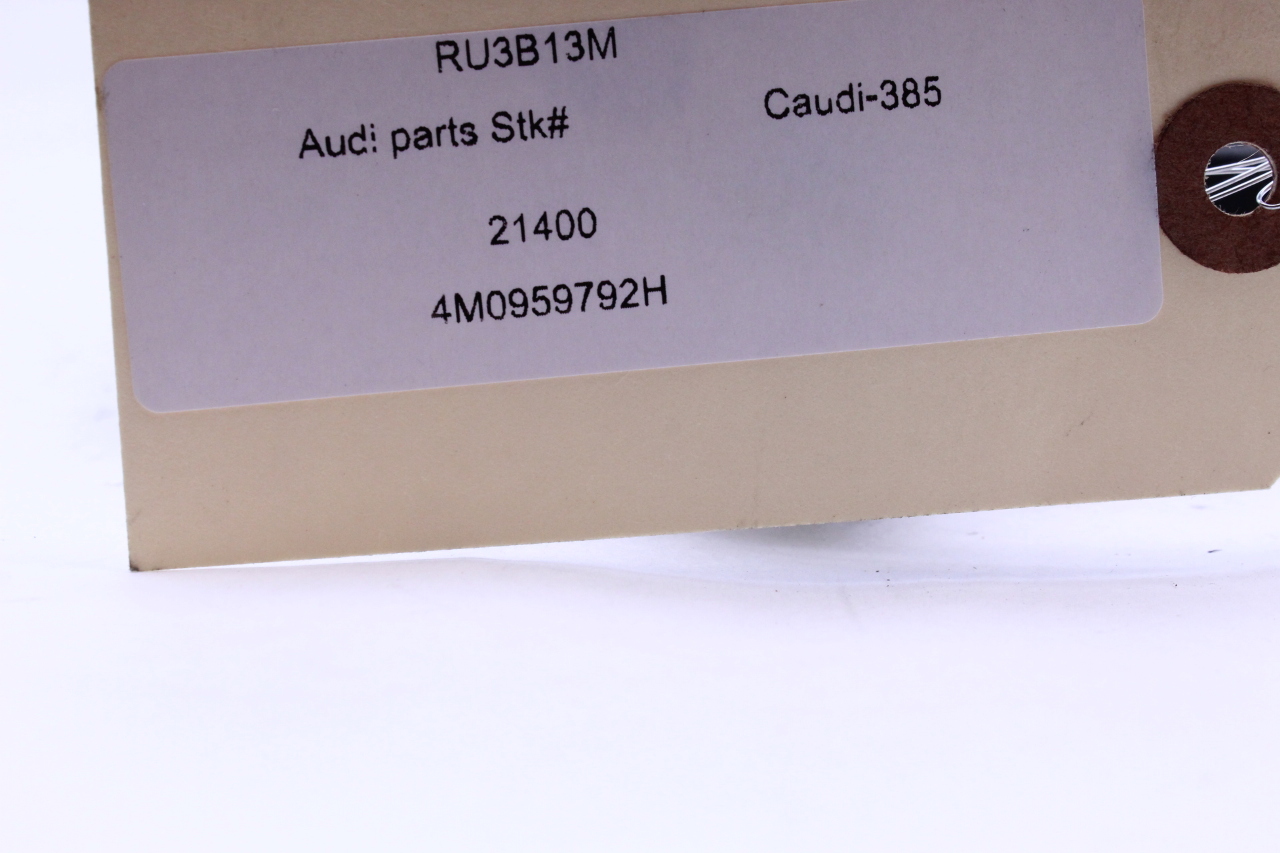 RU3B13M
Audi parts Stk#
Caudi-385
21400
4M0959792H